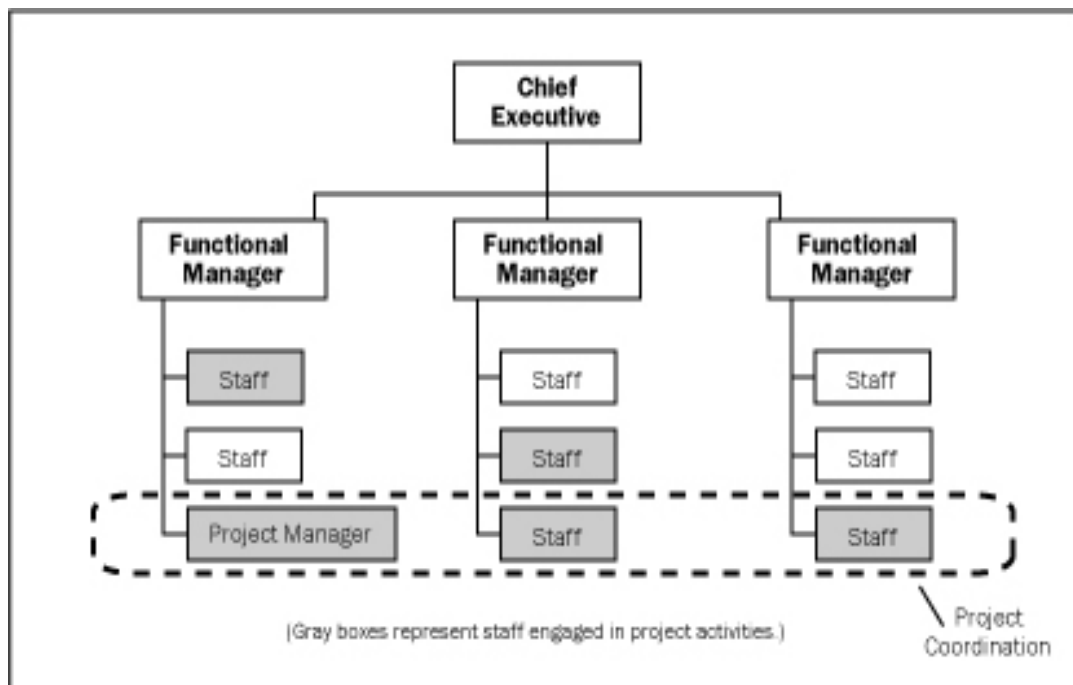 Chief
Executive
Functional
Manager
Functional
Manager
Functional
Manager
Staff
Staff
Staff
Staff
Staff
Staff
Project Manager
Staff
Staff
(Gray boxes represent staff engaged in project activities.)
Project
Coordination